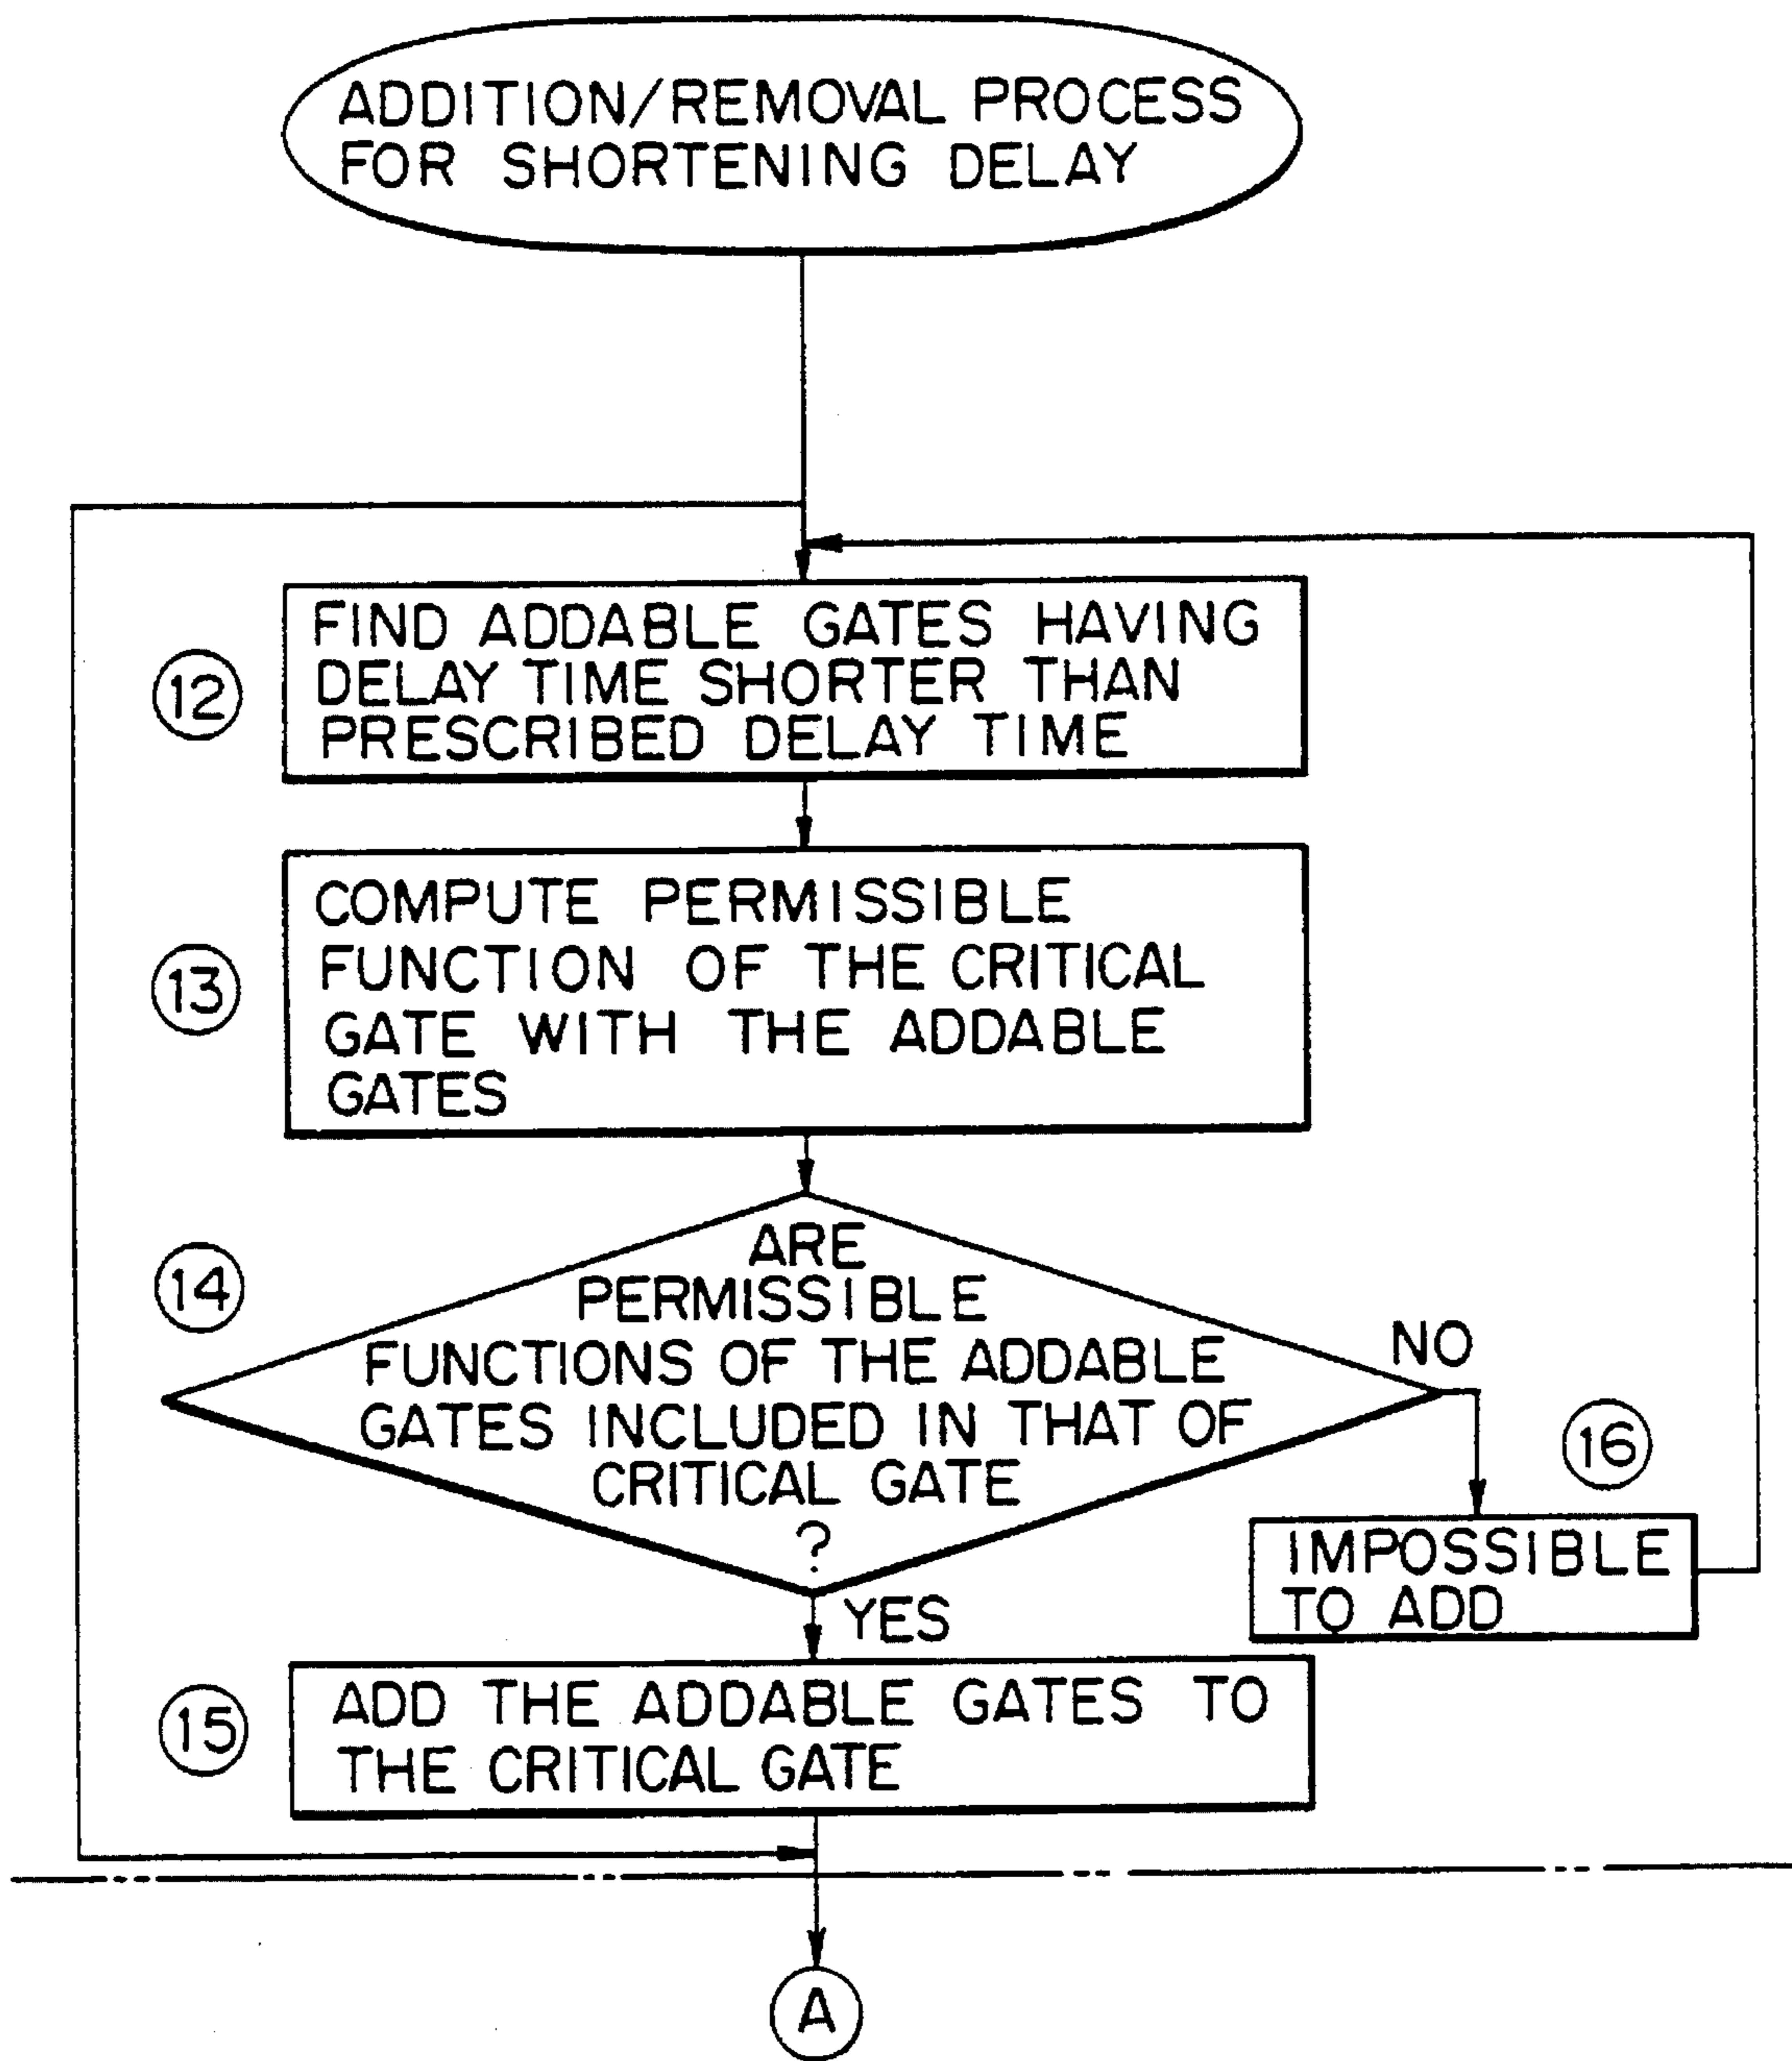 ADDITION/REMOVAL PROCESS
FOR SHORTENING DELAY
12
FIND ADDABLE GATES HAVING
DELAY TIME SHORTER THAN
PRESCRIBED DELAY TIME
13
COMPUTE PERMISSIBLE
FUNCTION OF THE CRITICAL
GATE WITH THE ADDABLE
GATES
14
ARE
PERMISSIBLE
FUNCTIONS OF THE ADDABLE
GATES INCLUDED IN THAT OF
CRITICAL GATE
?
NO
16
IMPOSSIBLE
TO ADD
YES
15
ADD THE ADDABLE GATES TO
THE CRITICAL GATE
A